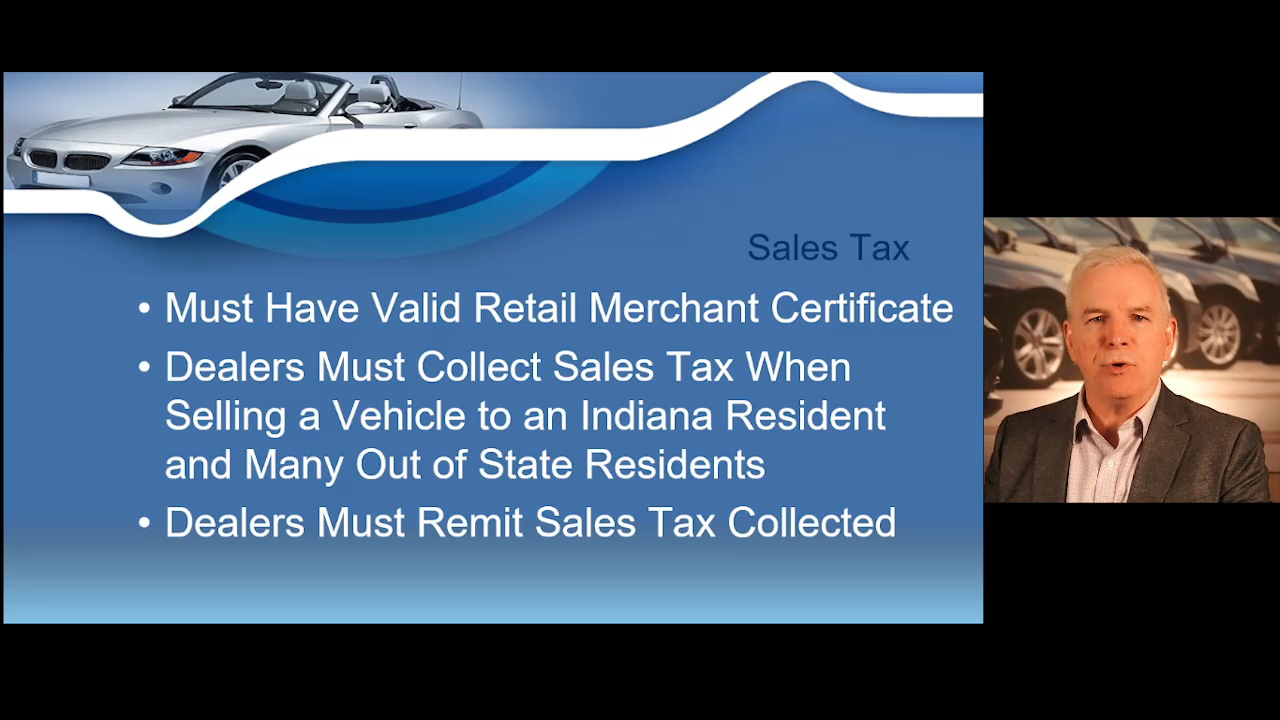 Sales Tax
• Must Have Valid Retail Merchant Certificate
• Dealers Must Collect Sales Tax When
Selling a Vehicle to an Indiana Resident
and Many Out of State Residents
• Dealers Must Remit Sales Tax Collected